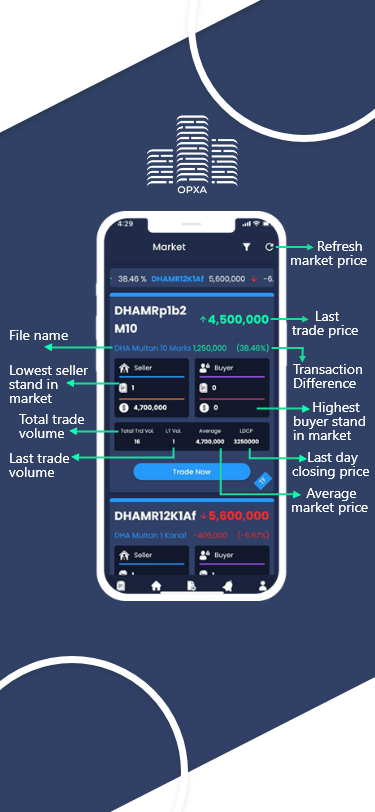 OPXA
4:29
Market
38.46 % DHAMR12K1Af 5,600,000 -6.
Refresh
market price
DHAMRp1b2
M10
4,500,000
Last
trade price
File name
DHA Multan 10 Marla 1,250,000 (38.46%)
Transaction
Difference
Lowest seller
stand in
market
Seller
1
4,700,000
Buyer
0
0
Highest
buyer stand
in market
Total trade
volume
Total Trd Vol.
16
LT Vol.
1
Average
4,700,000
LDCP
3250000
Last trade
volume
Last day
closing price
Trade Now
Average
market price
DHAMR12K1Af 5,600,000
DHA Multan 1 Kanal -400,000 (-6.67%)
Seller
1
Buyer
1